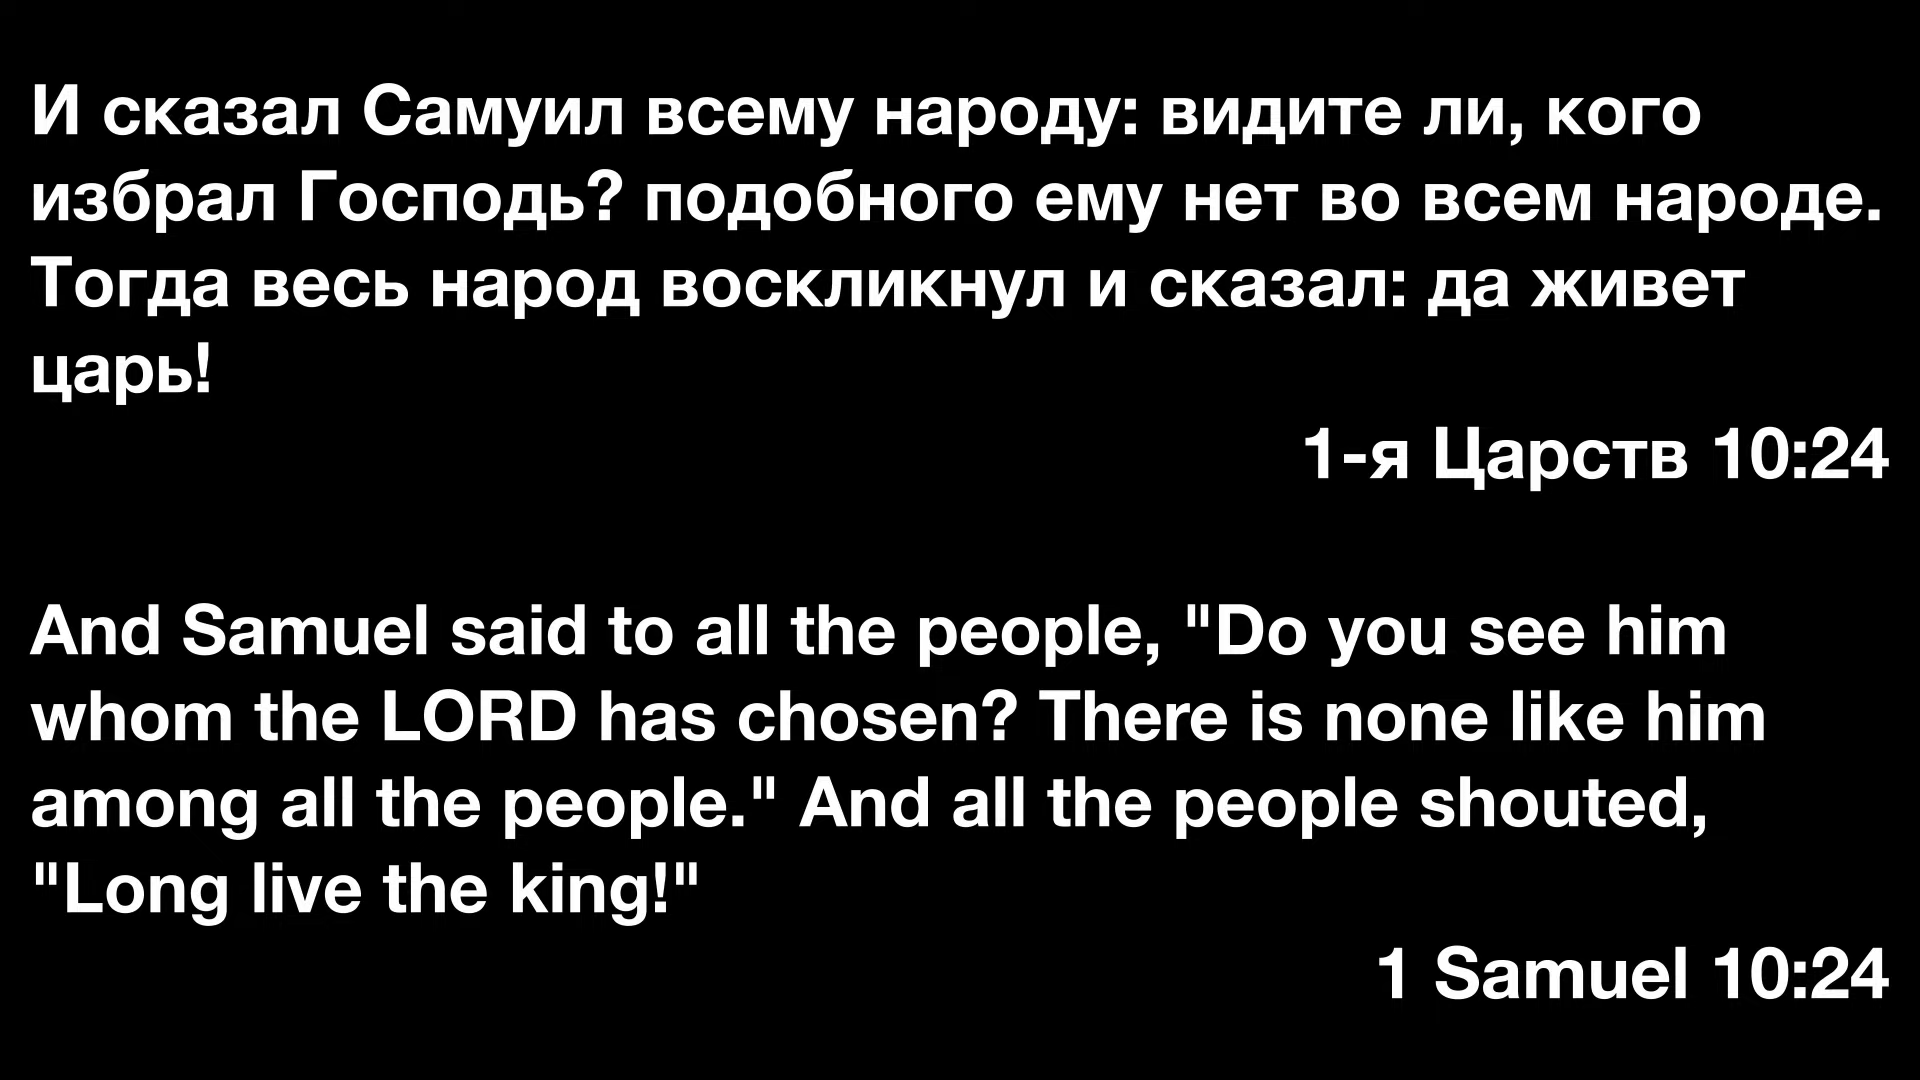 И сказал Самуил всему народу: видите ли, кого
избрал Господь? подобного ему нет во всем народе.
Тогда весь народ воскликнул и сказал: да живет
царь!
1-я Царств 10:24
And Samuel said to all the people, "Do you see him
whom the LORD has chosen? There is none like him
among all the people." And all the people shouted,
"Long live the king!"
1 Samuel 10:24